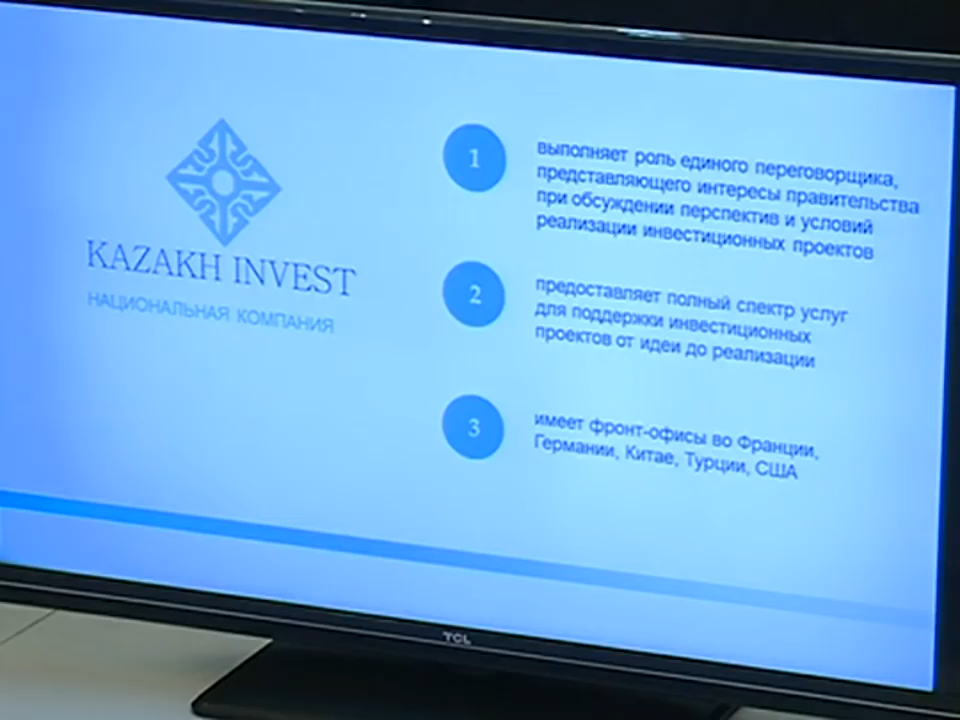 KAZAKH INVEST
НАЦИОНАЛЬНАЯ КОМПАНИЯ
1
выполняет роль единого переговорщика,
представляющего интересы правительства
при обсуждении перспектив и условий
реализации инвестиционных проектов
2
предоставляет полный спектр услуг
для поддержки инвестиционных
проектов от идеи до реализации
3
имеет фронт-офисы во Франции,
Германии, Китае, Турции, США
TCL